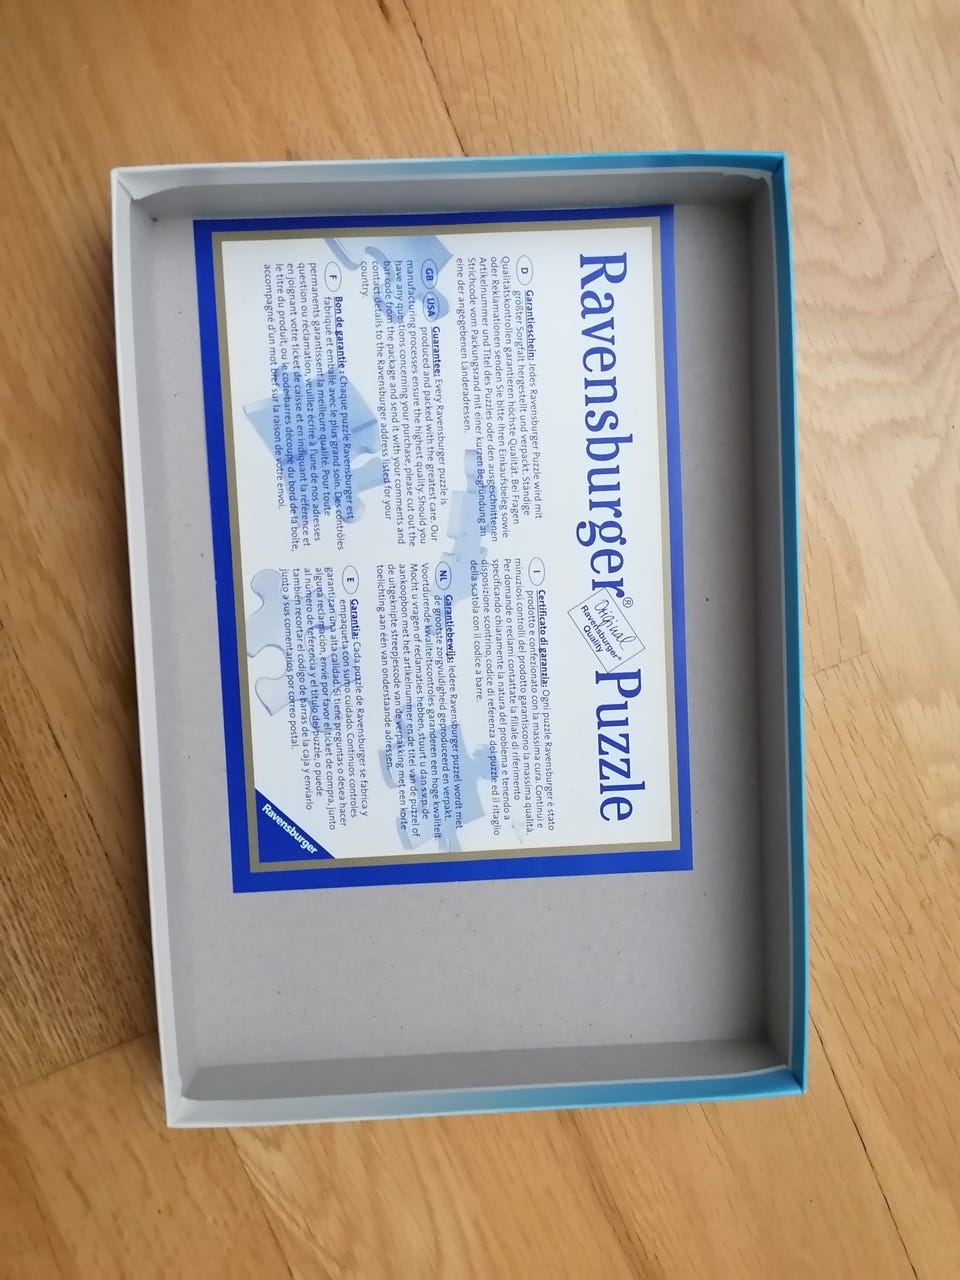 Ravensburger® Puzzle
Original
Ravensburger®
Quality
D Garantieschein: Jedes Ravensburger Puzzle wird mit
größter Sorgfalt hergestellt und verpackt. Ständige
Qualitätskontrollen garantieren höchste Qualität. Bei Fragen
oder Reklamationen senden Sie bitte Ihren Einkaufsbeleg sowie
Artikelnummer und Titel des Puzzles oder den ausgeschnittenen
Strichcode vom Packungsrand mit einer kurzen Begründung an
eine der angegebenen Länderadressen.
GB USA Guarantee: Every Ravensburger puzzle is
produced and packed with the greatest care. Our
manufacturing processes ensure the highest quality. Should you
have any questions concerning your purchase, please cut out the
bar code from the package and send it with your comments and
contact details to the Ravensburger address listed for your
country.
F Bon de garantie : Chaque puzzle Ravensburger est
fabriqué et emballé avec le plus grand soin. Des contrôles
permanents garantissent la meilleure qualité. Pour toute
question ou réclamation, veuillez écrire à l'une de nos adresses
en joignant votre ticket de caisse et en indiquant la référence et
le titre du produit, ou le code-barres découpé du bord de la boîte,
accompagné d'un mot bref sur la raison de votre envoi.
I Certificato di garanzia: Ogni puzzle Ravensburger è stato
prodotto e confezionato con la massima cura. Continui e
minuziosi controlli del prodotto garantiscono la massima qualità.
Per domande o reclami contattate la filiale di riferimento
specificando chiaramente la natura del problema e tenendo a
disposizione scontrino, codice di referenza del puzzle ed il ritaglio
della scatola con il codice a barre.
NL Garantiebewijs: Iedere Ravensburger puzzel wordt met
de grootste zorgvuldigheid geproduceerd en verpakt.
Voortdurende kwaliteitscontroles garanderen een hoge kwaliteit.
Mocht u vragen of reclamaties hebben, stuurt u dan s.v.p. de
aankoopbon met het artikelnummer en de titel van de puzzel of
de uitgeknipte streepjescode van de verpakking met een korte
toelichting aan één van onderstaande adressen.
E Garantía: Cada puzzle de Ravensburger se fabrica y
empaqueta con sumo cuidado. Continuos controles
garantizan una alta calidad. Si tiene preguntas o desea hacer
alguna reclamación, envíe por favor el ticket de compra, junto
al número de referencia y el título del puzzle, o puede
también recortar el código de barras de la caja y enviarlo
junto a sus comentarios por correo postal.
Ravensburger